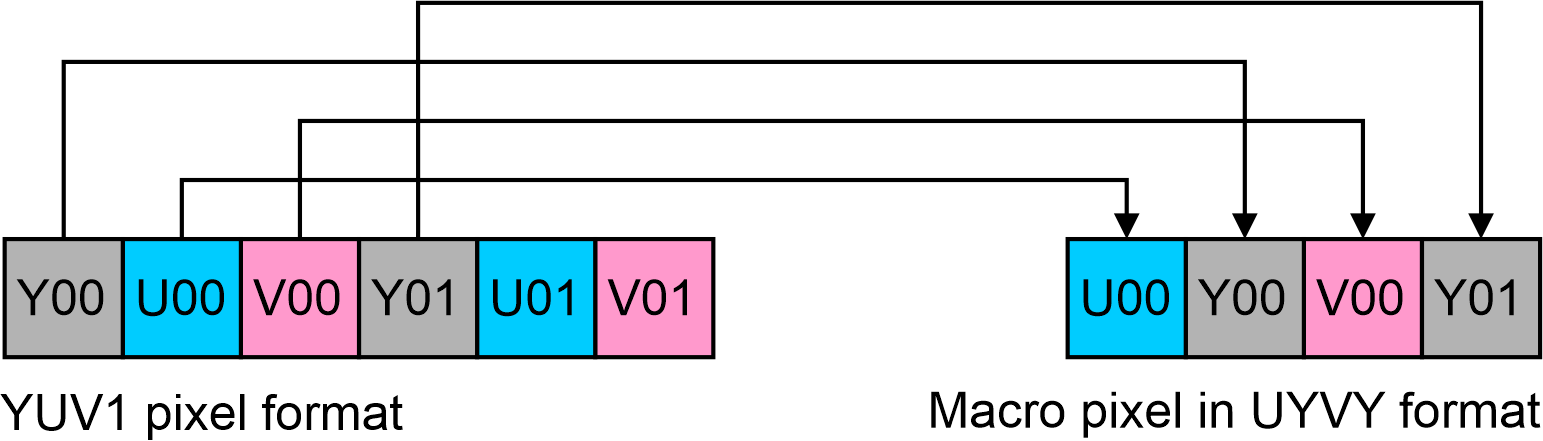 Y00 U00 V00 Y01 U01 V01
U00 Y00 V00 Y01
YUV1 pixel format
Macro pixel in UYVY format